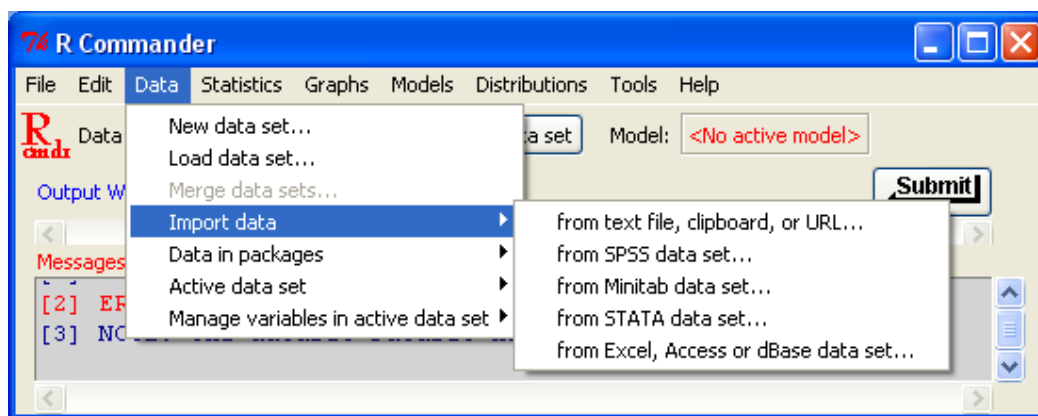 R Commander
File Edit Data Statistics Graphs Models Distributions Tools Help
R cmdr Data set Model: <No active model>
New data set...
Load data set...
Merge data sets...
Import data
Data in packages
Active data set
Manage variables in active data set
Output
Submit
from text file, clipboard, or URL...
from SPSS data set...
from Minitab data set...
from STATA data set...
from Excel, Access or dBase data set...
Messages
[2]
[3]